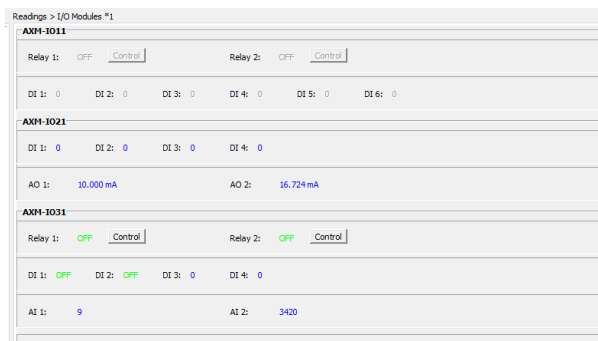 Readings > I/O Modules *1
AXM-IO11
Relay 1: OFF Control Relay 2: OFF Control
DI 1: 0 DI 2: 0 DI 3: 0 DI 4: 0 DI 5: 0 DI 6: 0
AXM-IO21
DI 1: 0 DI 2: 0 DI 3: 0 DI 4: 0
AO 1: 10.000 mA AO 2: 16.724 mA
AXM-IO31
Relay 1: OFF Control Relay 2: OFF Control
DI 1: OFF DI 2: OFF DI 3: 0 DI 4: 0
AI 1: 9 AI 2: 3420